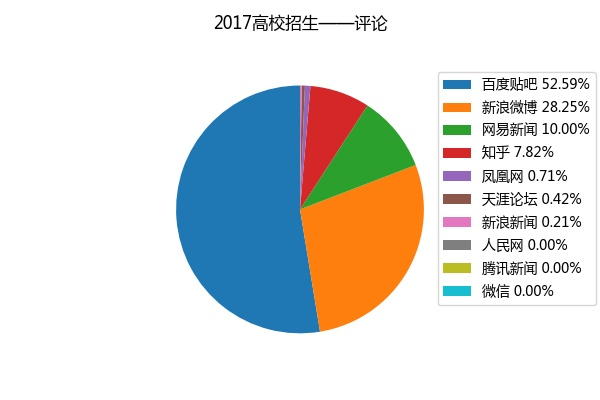 2017高校招生——评论
百度贴吧 52.59%
新浪微博 28.25%
网易新闻 10.00%
知乎 7.82%
凤凰网 0.71%
天涯论坛 0.42%
新浪新闻 0.21%
人民网 0.00%
腾讯新闻 0.00%
微信 0.00%